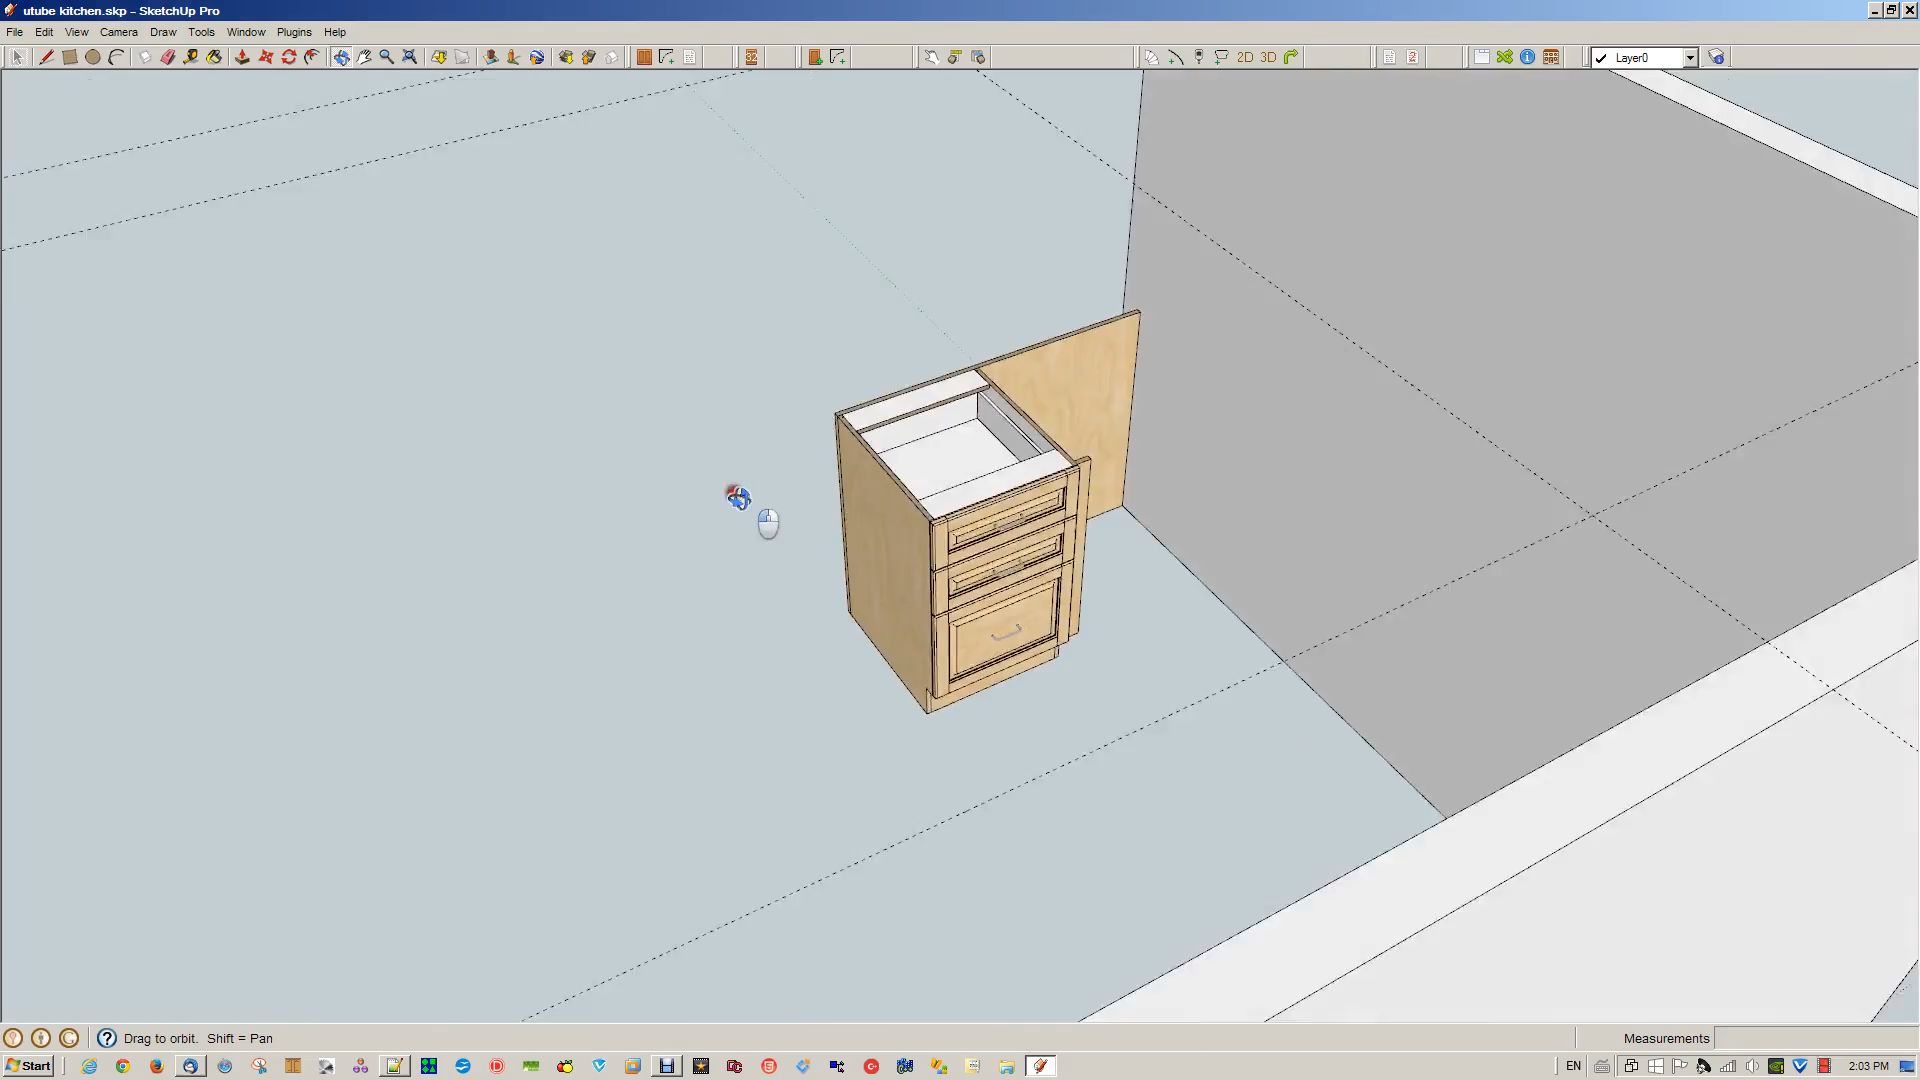 utube kitchen.skp - SketchUp Pro
File Edit View Camera Draw Tools Window Plugins Help
32 2D 3D Layer0
Drag to orbit. Shift = Pan
Measurements
Start EN 2:03 PM